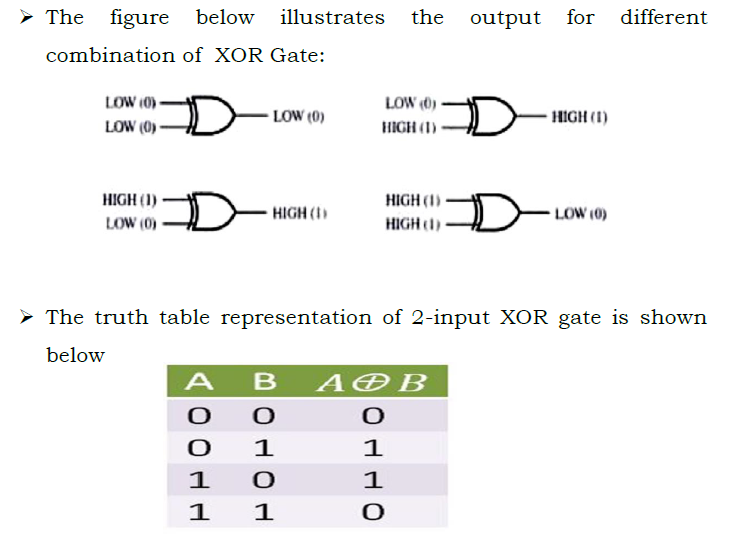 ➢ The figure below illustrates the output for different
combination of XOR Gate:
LOW (0)
LOW (0)
LOW (0)
LOW (0)
HIGH (1)
HIGH (1)
HIGH (1)
LOW (0)
HIGH (1)
HIGH (1)
HIGH (1)
LOW (0)
➢ The truth table representation of 2-input XOR gate is shown
below
A B A⊕B
0 0 0
0 1 1
1 0 1
1 1 0